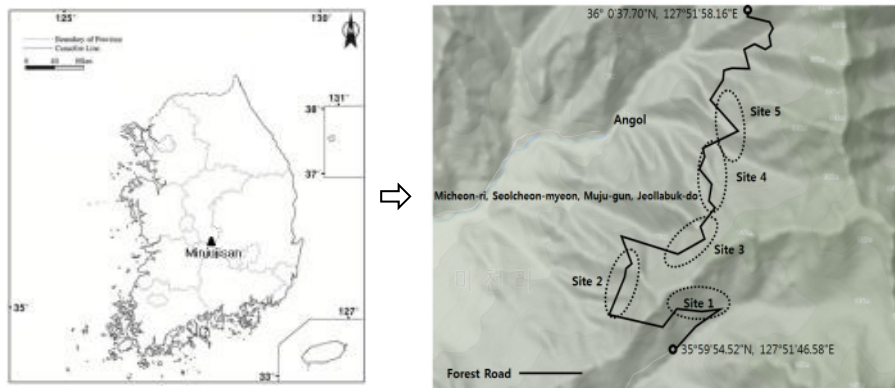 125°
130°
Boundary of Province
Coastline Line
38°
131°
37°
Minjujisan
35°
127°
33°
36° 0'37.70"N, 127°51'58.16"E
Site 5
Angol
Site 4
Micheon-ri, Seolcheon-myeon, Muju-gun, Jeollabuk-do
Site 3
Site 2
Site 1
35°59'54.52"N, 127°51'46.58"E
Forest Road